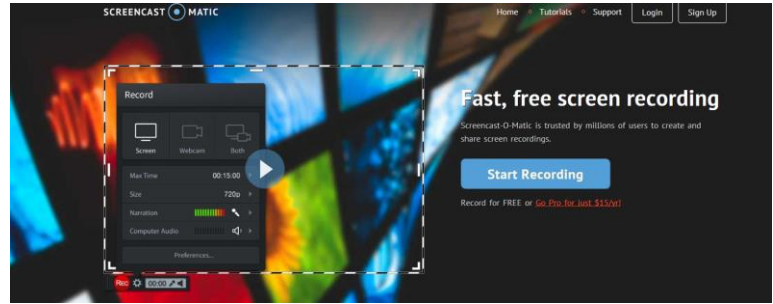 SCREENCAST O MATIC
Home • Tutorials • Support Login Sign Up
Record
Screen Webcam Both
Max Time 00:15:00 >
Size 720p >
Narration >
Computer Audio >
Preferences...
Rec 00:00
Fast, free screen recording
Screencast-O-Matic is trusted by millions of users to create and
share screen recordings.
Start Recording
Record for FREE or Go Pro for just $15/yr!